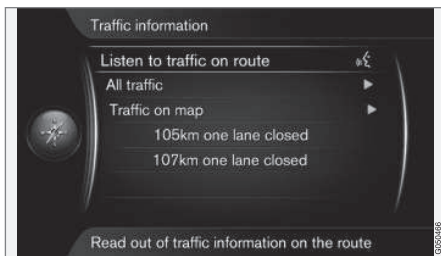 Traffic information
Listen to traffic on route
All traffic
Traffic on map
105km one lane closed
107km one lane closed
Read out of traffic information on the route
G050466